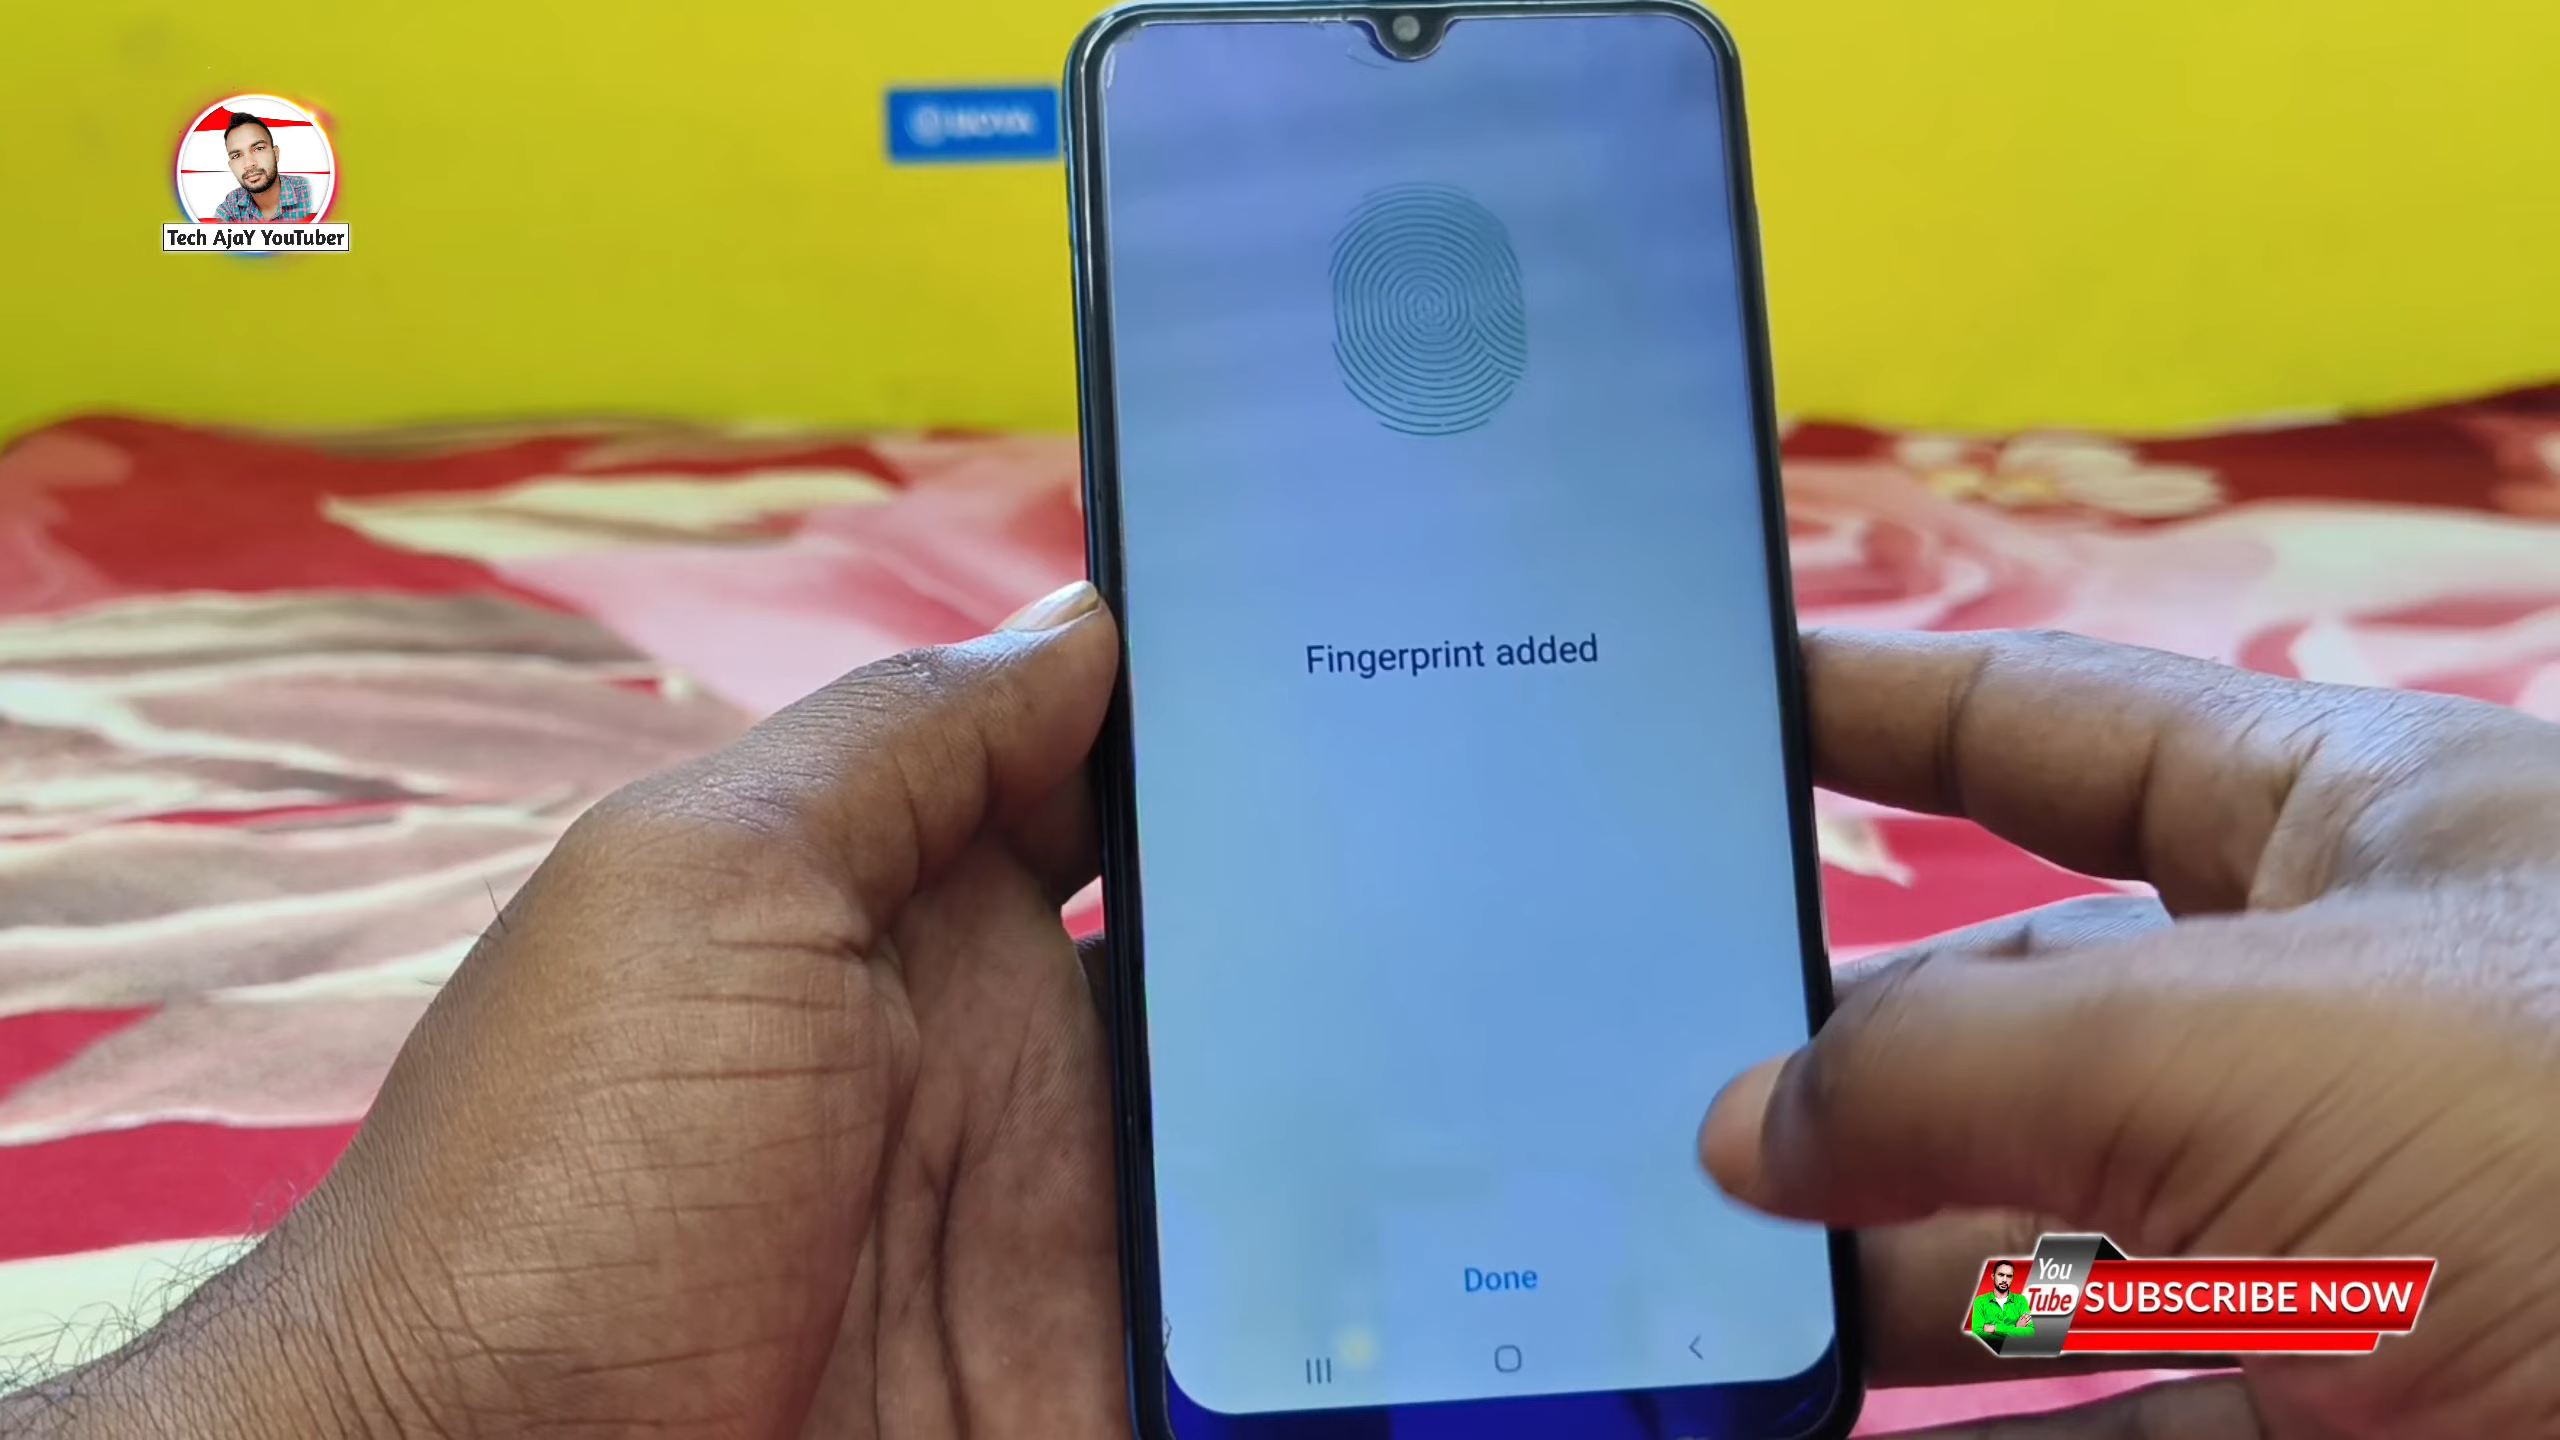 Tech AjaY YouTuber
Fingerprint added
Done
You
Tube
SUBSCRIBE NOW